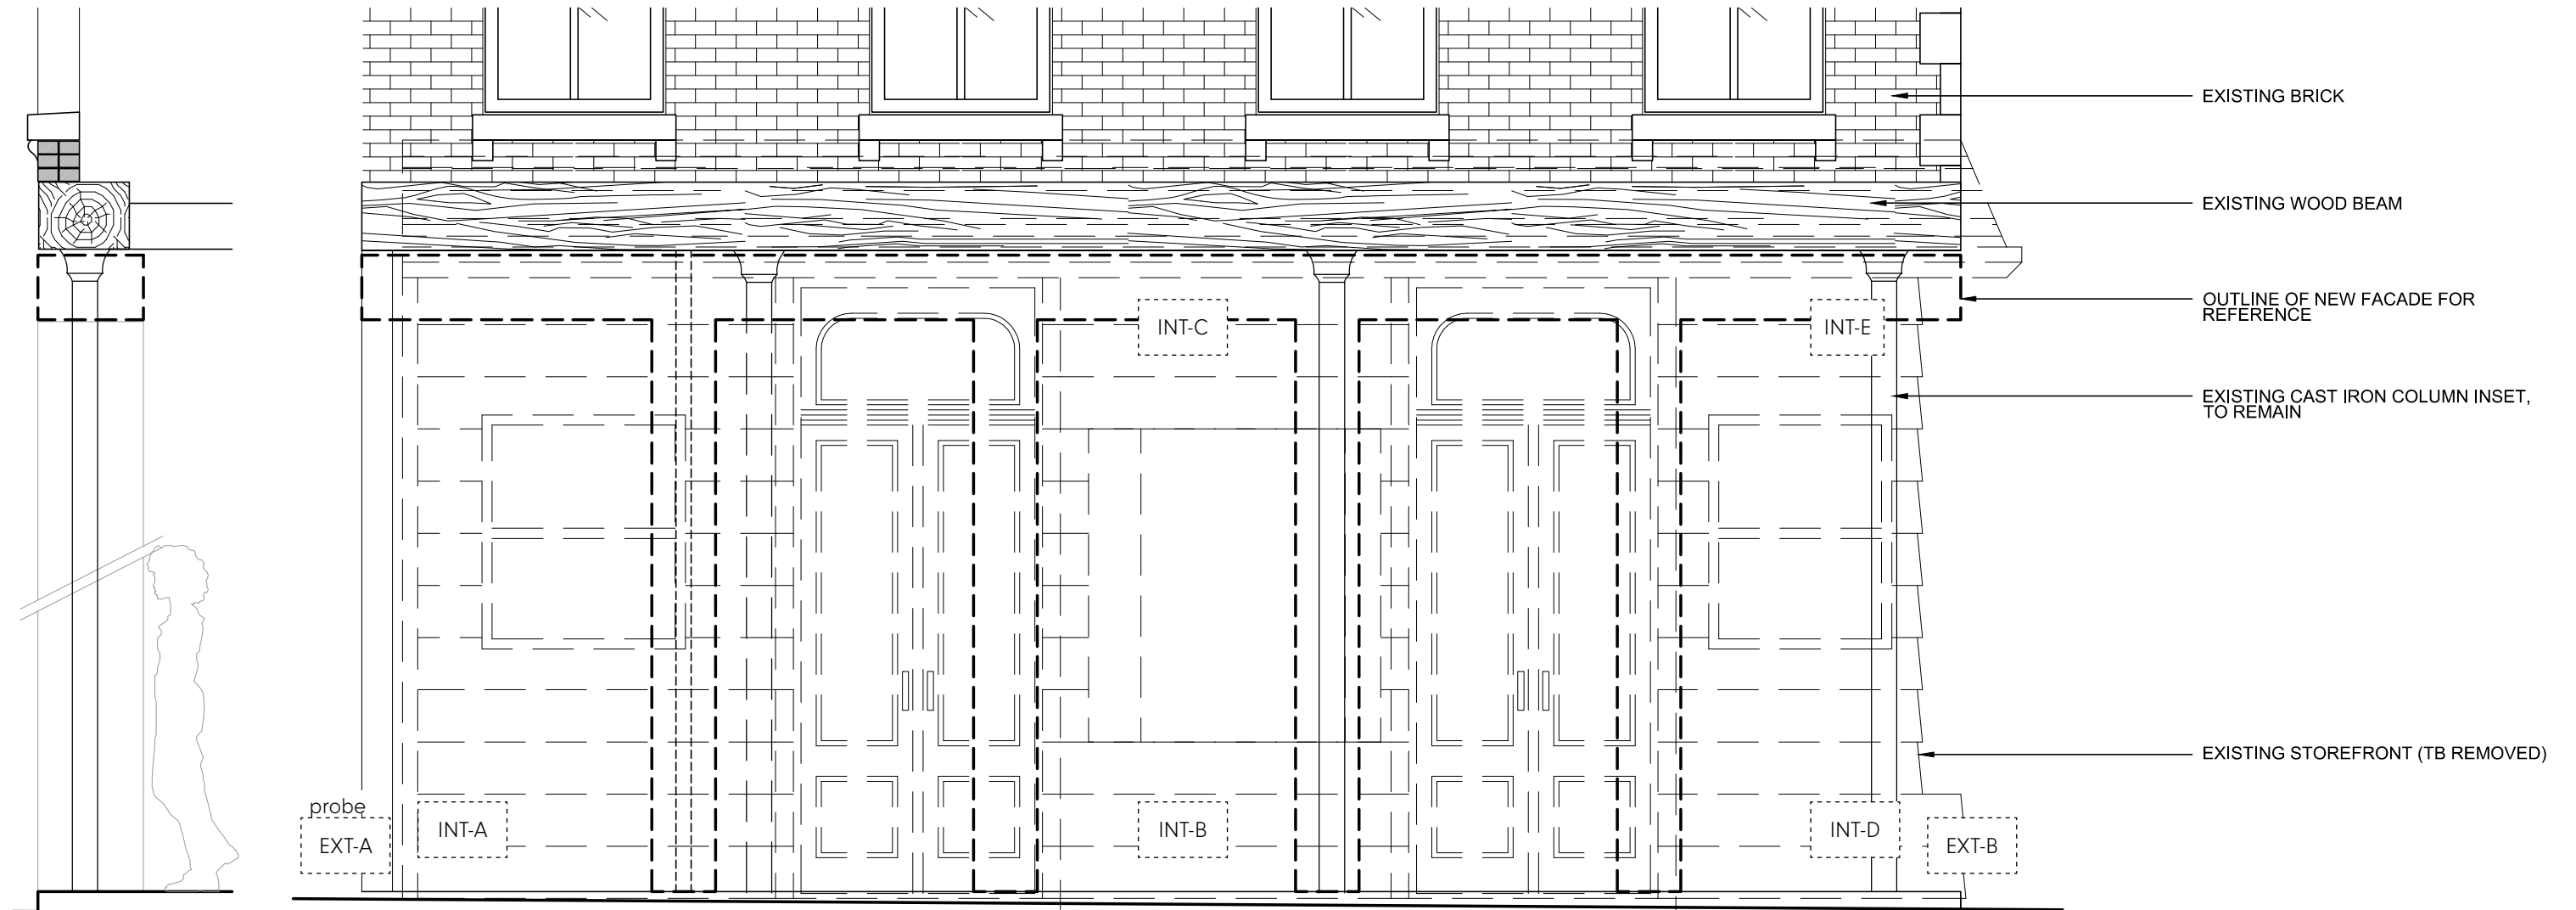 EXISTING BRICK
EXISTING WOOD BEAM
OUTLINE OF NEW FACADE FOR
REFERENCE
INT-C
INT-E
EXISTING CAST IRON COLUMN INSET,
TO REMAIN
EXISTING STOREFRONT (TB REMOVED)
probe
EXT-A
INT-A
INT-B
INT-D
EXT-B